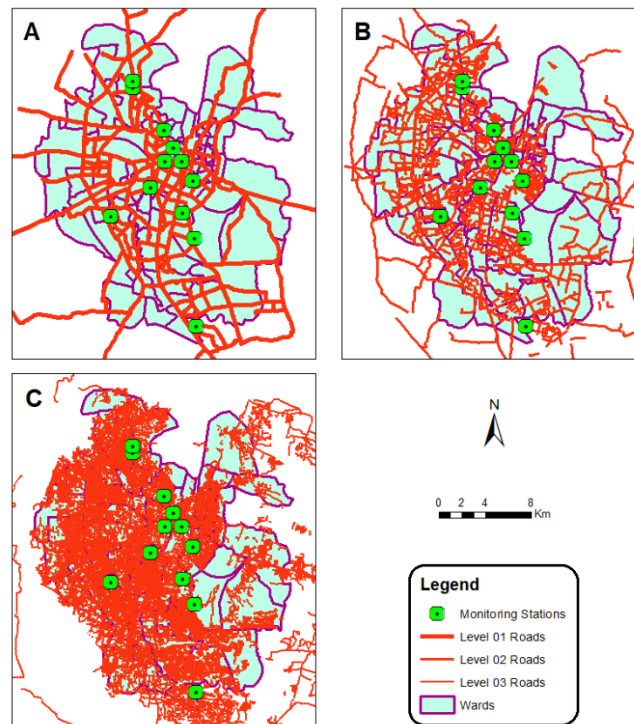 A
B
C
N
0 2 4 8
Km
Legend
Monitoring Stations
Level 01 Roads
Level 02 Roads
Level 03 Roads
Wards